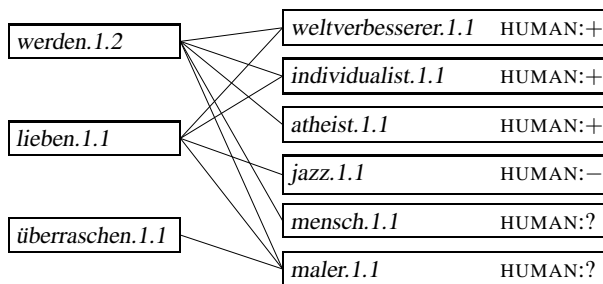 weltverbesserer.1.1 HUMAN:+
werden.1.2
individualist.1.1 HUMAN:+
atheist.1.1 HUMAN:+
lieben.1.1
jazz.1.1 HUMAN:−
mensch.1.1 HUMAN:?
überraschen.1.1
maler.1.1 HUMAN:?